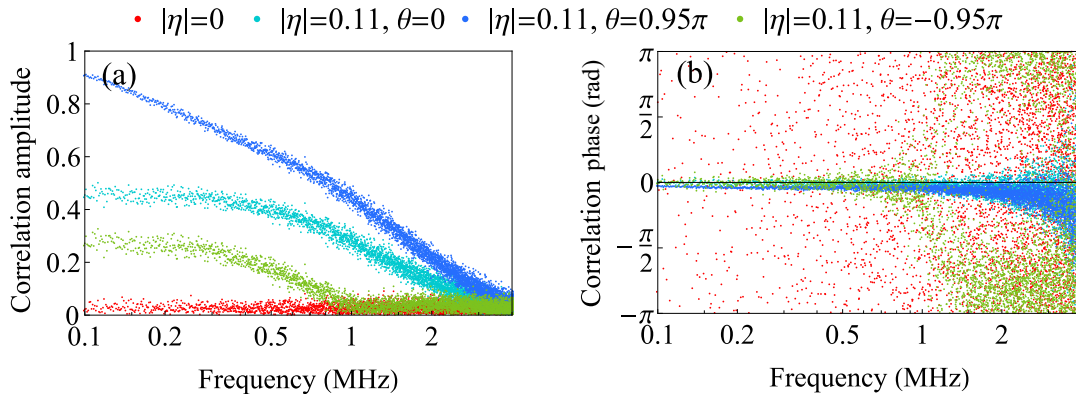 |η|=0 |η|=0.11, θ=0 |η|=0.11, θ=0.95π |η|=0.11, θ=−0.95π
(a)
Correlation amplitude
1
0.8
0.6
0.4
0.2
0
0.1 0.2 0.5 1 2
Frequency (MHz)
(b)
Correlation phase (rad)
π
π/2
0
−π/2
−π
0.1 0.2 0.5 1 2
Frequency (MHz)